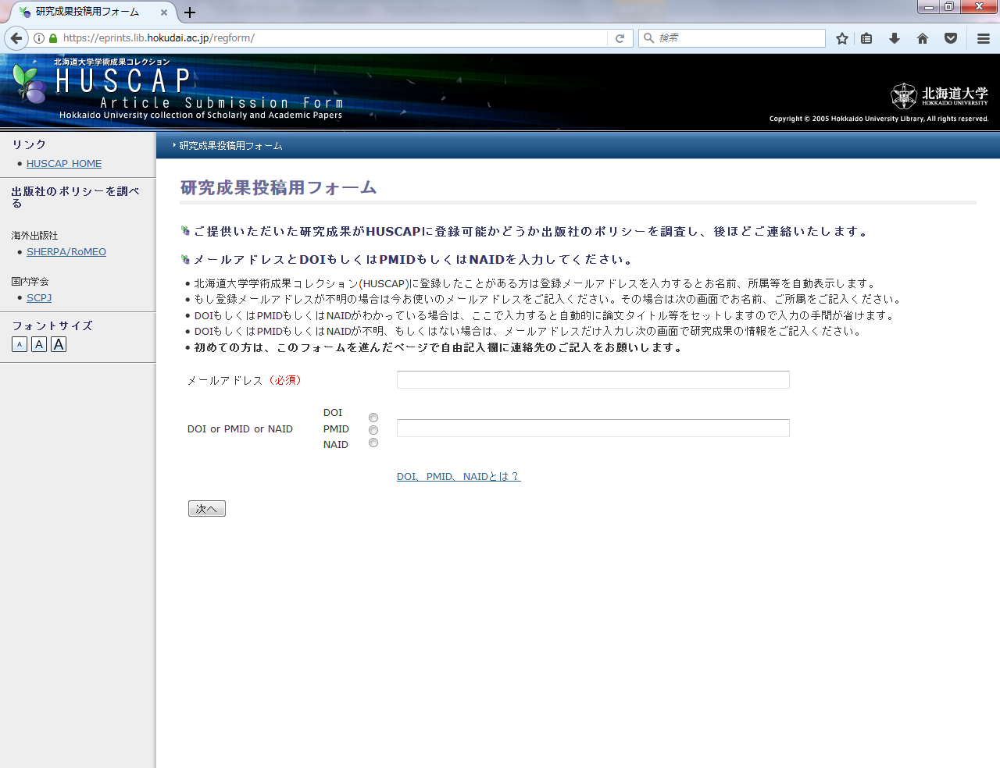 研究成果投稿用フォーム
https://eprints.lib.hokudai.ac.jp/regform/
検索
北海道大学学術成果コレクション
HUSCAP
Article Submission Form
Hokkaido University collection of Scholarly and Academic Papers
北海道大学
HOKKAIDO UNIVERSITY
Copyright © 2005 Hokkaido University Library, All rights reserved.
リンク
HUSCAP HOME
出版社のポリシーを調べ
る
海外出版社
SHERPA/RoMEO
国内学会
SCPJ
フォントサイズ
A A A
研究成果投稿用フォーム
研究成果投稿用フォーム
ご提供いただいた研究成果がHUSCAPに登録可能かどうか出版社のポリシーを調査し、後ほどご連絡いたします。
メールアドレスとDOIもしくはPMIDもしくはNAIDを入力してください。
北海道大学学術成果コレクション(HUSCAP)に登録したことがある方は登録メールアドレスを入力するとお名前、所属等を自動表示します。
もし登録メールアドレスが不明の場合は今お使いのメールアドレスをご記入ください。その場合は次の画面でお名前、ご所属をご記入ください。
DOIもしくはPMIDもしくはNAIDがわかっている場合は、ここで入力すると自動的に論文タイトル等をセットしますので入力の手間が省けます。
DOIもしくはPMIDもしくはNAIDが不明、もしくはない場合は、メールアドレスだけ入力し次の画面で研究成果の情報をご記入ください。
初めての方は、このフォームを進んだページで自由記入欄に連絡先のご記入をお願いします。
メールアドレス（必須）
DOI or PMID or NAID
DOI
PMID
NAID
DOI、PMID、NAIDとは？
次へ